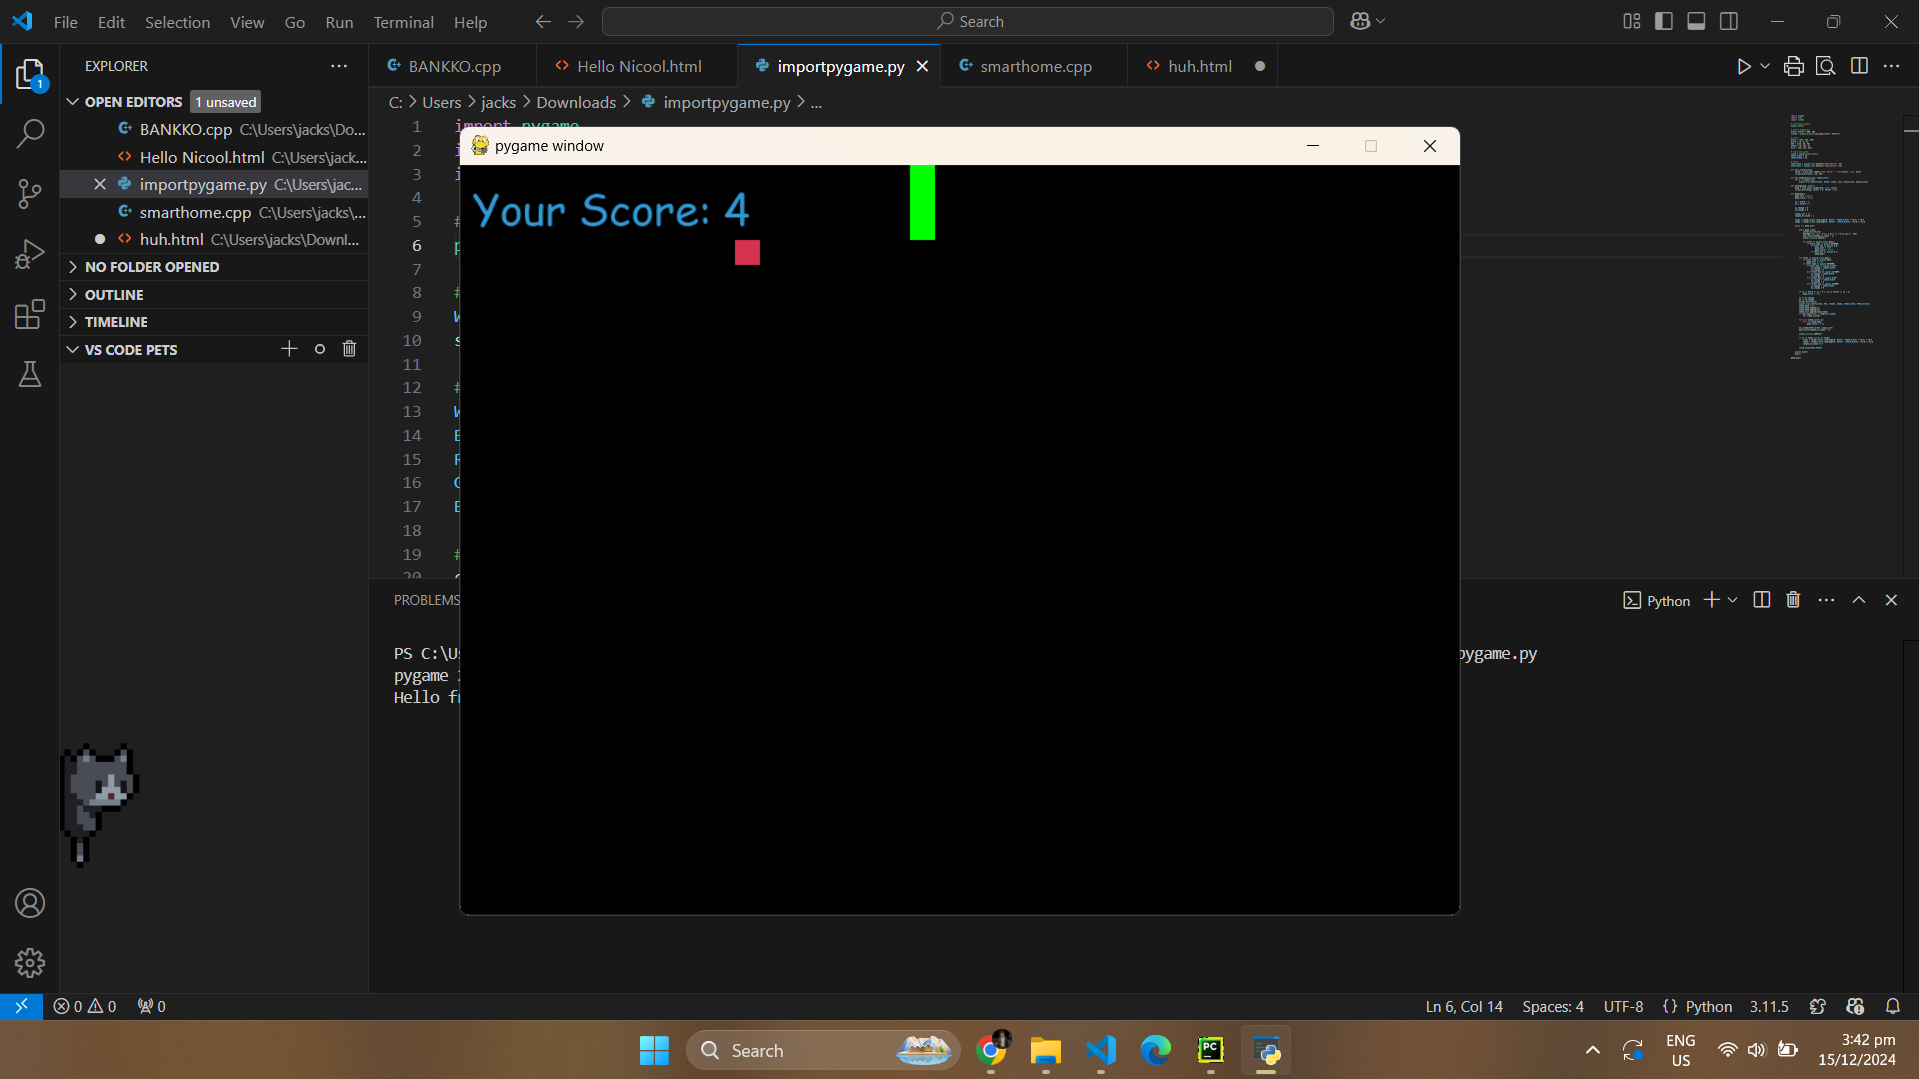 File Edit Selection View Go Run Terminal Help
Search
EXPLORER
OPEN EDITORS 1 unsaved
BANKKO.cpp C:\Users\jacks\Do...
Hello Nicool.html C:\Users\jack...
importpygame.py C:\Users\jac...
smarthome.cpp C:\Users\jacks\...
huh.html C:\Users\jacks\Downl...
NO FOLDER OPENED
OUTLINE
TIMELINE
VS CODE PETS
1
BANKKO.cpp
Hello Nicool.html
importpygame.py
smarthome.cpp
huh.html
C: > Users > jacks > Downloads > importpygame.py > ...
1 import pygame
2
3
4
5 #
6
7
8 #
9
10
11
12 #
13
14
15
16
17
18
19 #
20
pygame window
Your Score: 4
PROBLEMS
Python
PS C:\Us
pygame.py
pygame
Hello
0 0 0
Ln 6, Col 14 Spaces: 4 UTF-8 {} Python 3.11.5
Search
PC
ENG
US
3:42 pm
15/12/2024